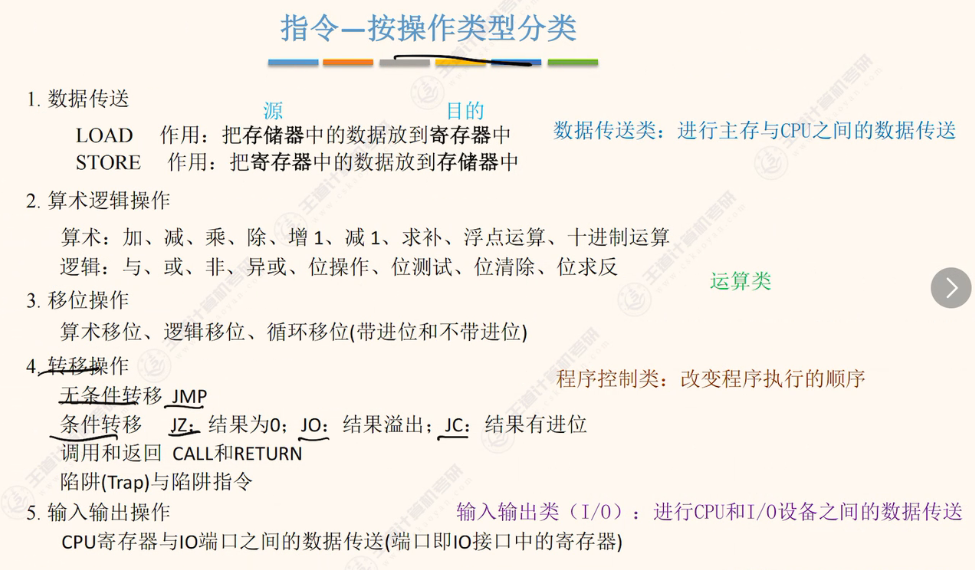 指令—按操作类型分类
1. 数据传送
源 目的
LOAD 作用：把存储器中的数据放到寄存器中
数据传送类：进行主存与CPU之间的数据传送
STORE 作用：把寄存器中的数据放到存储器中
2. 算术逻辑操作
算术：加、减、乘、除、增 1、减 1、求补、浮点运算、十进制运算
逻辑：与、或、非、异或、位操作、位测试、位清除、位求反
运算类
3. 移位操作
算术移位、逻辑移位、循环移位(带进位和不带进位)
4. 转移操作
程序控制类：改变程序执行的顺序
无条件转移 JMP
条件转移 JZ：结果为0；JO：结果溢出；JC：结果有进位
调用和返回 CALL和RETURN
陷阱(Trap)与陷阱指令
5. 输入输出操作
输入输出类（I/O）：进行CPU和I/O设备之间的数据传送
CPU寄存器与IO端口之间的数据传送(端口即IO接口中的寄存器)